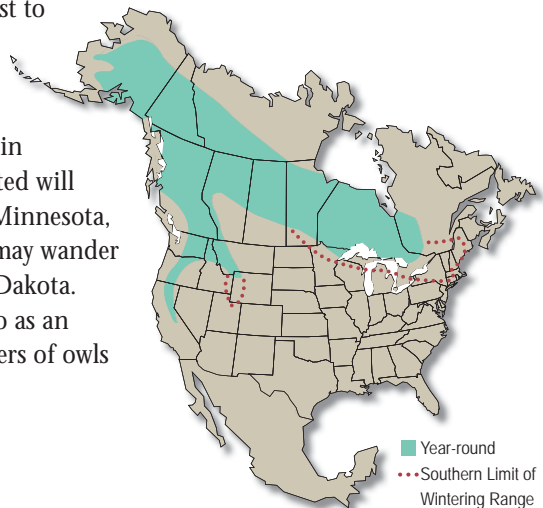 st to
in
ted will
Minnesota,
may wander
Dakota.
o as an
ers of owls
Year-round
Southern Limit of
Wintering Range